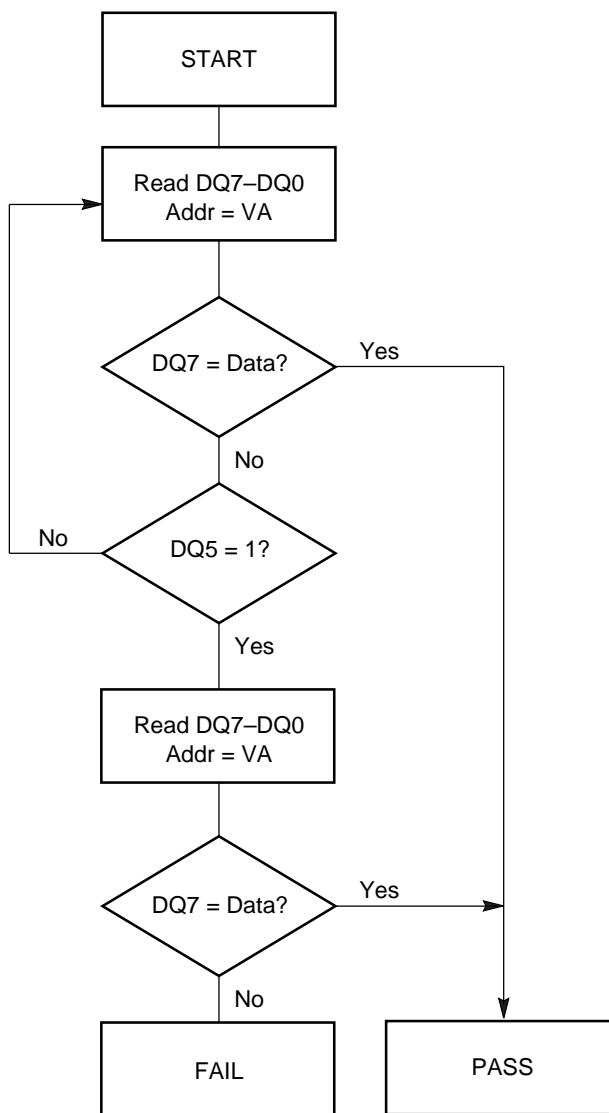 START
Read DQ7–DQ0
Addr = VA
DQ7 = Data?
Yes
No
No
DQ5 = 1?
Yes
Read DQ7–DQ0
Addr = VA
DQ7 = Data?
Yes
No
FAIL
PASS